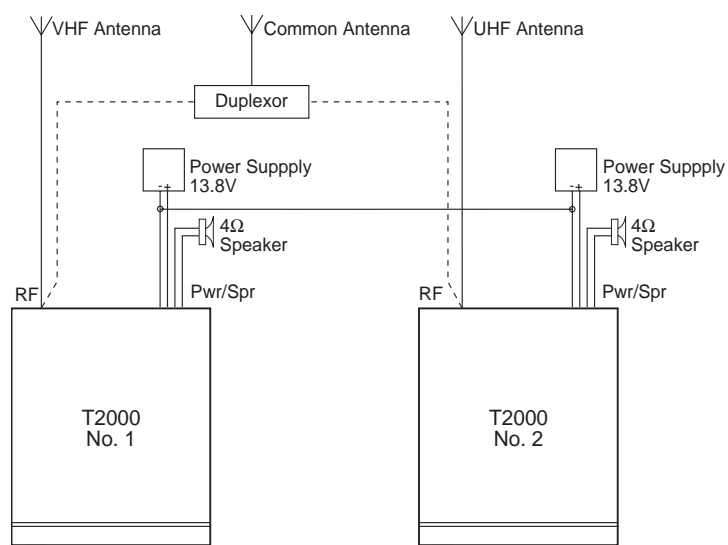 VHF Antenna
Common Antenna
UHF Antenna
Duplexor
Power Suppply
13.8V
- +
Power Suppply
13.8V
- +
4Ω
Speaker
4Ω
Speaker
RF
Pwr/Spr
RF
Pwr/Spr
T2000
No. 1
T2000
No. 2